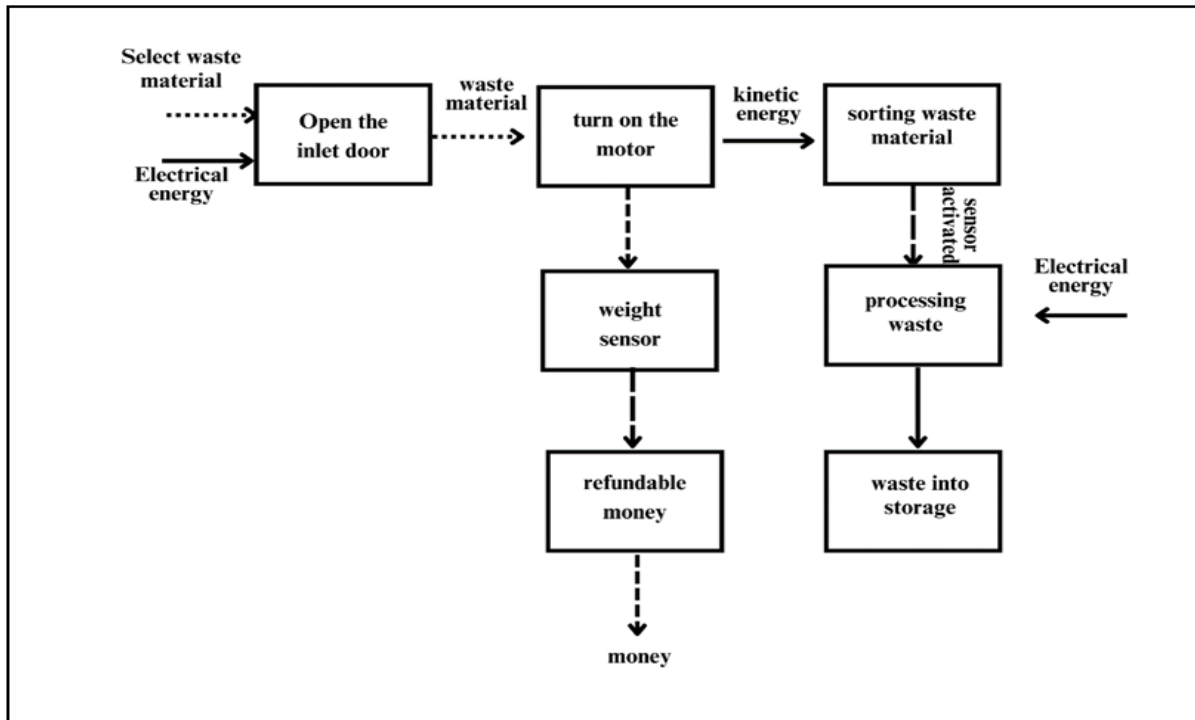 Select waste
material
Electrical
energy
Open the
inlet door
waste
material
turn on the
motor
kinetic
energy
sorting waste
material
sensor
activated
weight
sensor
processing
waste
Electrical
energy
refundable
money
waste into
storage
money